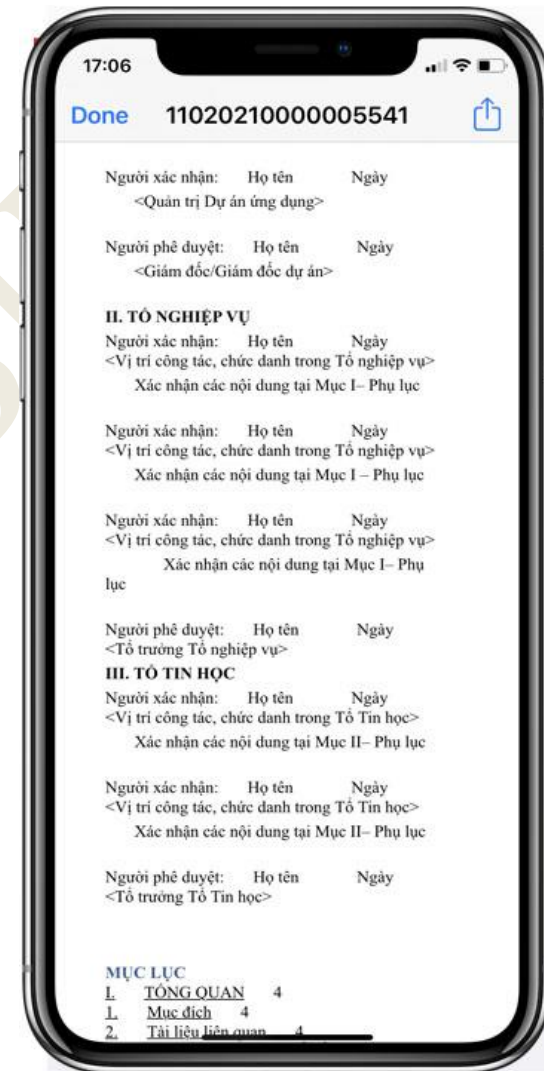 17:06
Done 11020210000005541
Người xác nhận: Họ tên Ngày
<Quản trị Dự án ứng dụng>
Người phê duyệt: Họ tên Ngày
<Giám đốc/Giám đốc dự án>
II. TỔ NGHIỆP VỤ
Người xác nhận: Họ tên Ngày
<Vị trí công tác, chức danh trong Tổ nghiệp vụ>
Xác nhận các nội dung tại Mục I– Phụ lục
Người xác nhận: Họ tên Ngày
<Vị trí công tác, chức danh trong Tổ nghiệp vụ>
Xác nhận các nội dung tại Mục I – Phụ lục
Người xác nhận: Họ tên Ngày
<Vị trí công tác, chức danh trong Tổ nghiệp vụ>
Xác nhận các nội dung tại Mục I– Phụ
lục
Người phê duyệt: Họ tên Ngày
<Tổ trưởng Tổ nghiệp vụ>
III. TỔ TIN HỌC
Người xác nhận: Họ tên Ngày
<Vị trí công tác, chức danh trong Tổ Tin học>
Xác nhận các nội dung tại Mục II– Phụ lục
Người xác nhận: Họ tên Ngày
<Vị trí công tác, chức danh trong Tổ Tin học>
Xác nhận các nội dung tại Mục II– Phụ lục
Người phê duyệt: Họ tên Ngày
<Tổ trưởng Tổ Tin học>
MỤC LỤC
I. TỔNG QUAN 4
1. Mục đích 4
2. Tài liệu liên quan 4